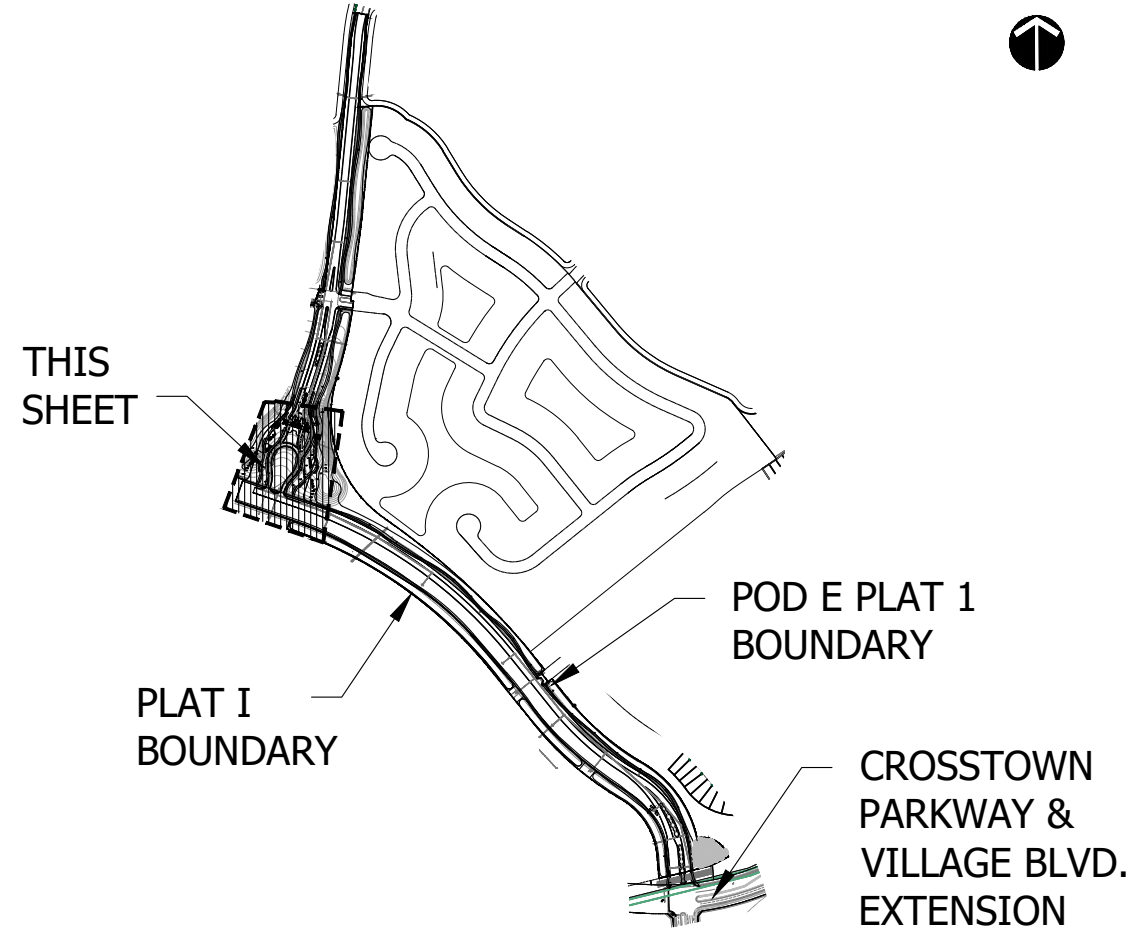 THIS
SHEET
POD E PLAT 1
BOUNDARY
PLAT I
BOUNDARY
CROSSTOWN
PARKWAY &
VILLAGE BLVD.
EXTENSION